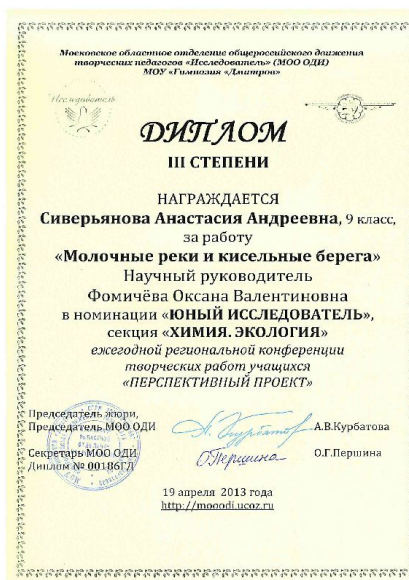 Московское областное отделение общероссийского движения
творческих педагогов «Исследователь» (МОО ОДИ)
МОУ «Гимназия «Дмитров»
Исследователь
ДИПЛОМ
III СТЕПЕНИ
НАГРАЖДАЕТСЯ
Сиверьянова Анастасия Андреевна, 9 класс,
за работу
«Молочные реки и кисельные берега»
Научный руководитель
Фомичёва Оксана Валентиновна
в номинации «ЮНЫЙ ИССЛЕДОВАТЕЛЬ»,
секция «ХИМИЯ. ЭКОЛОГИЯ»
ежегодной региональной конференции
творческих работ учащихся
«ПЕРСПЕКТИВНЫЙ ПРОЕКТ»
Председатель жюри,
Председатель МОО ОДИ А.Курбатов А.В.Курбатова
Секретарь МОО ОДИ О.Першина О.Г.Першина
Диплом № 00186ГД
19 апреля 2013 года
http://mooodi.ucoz.ru